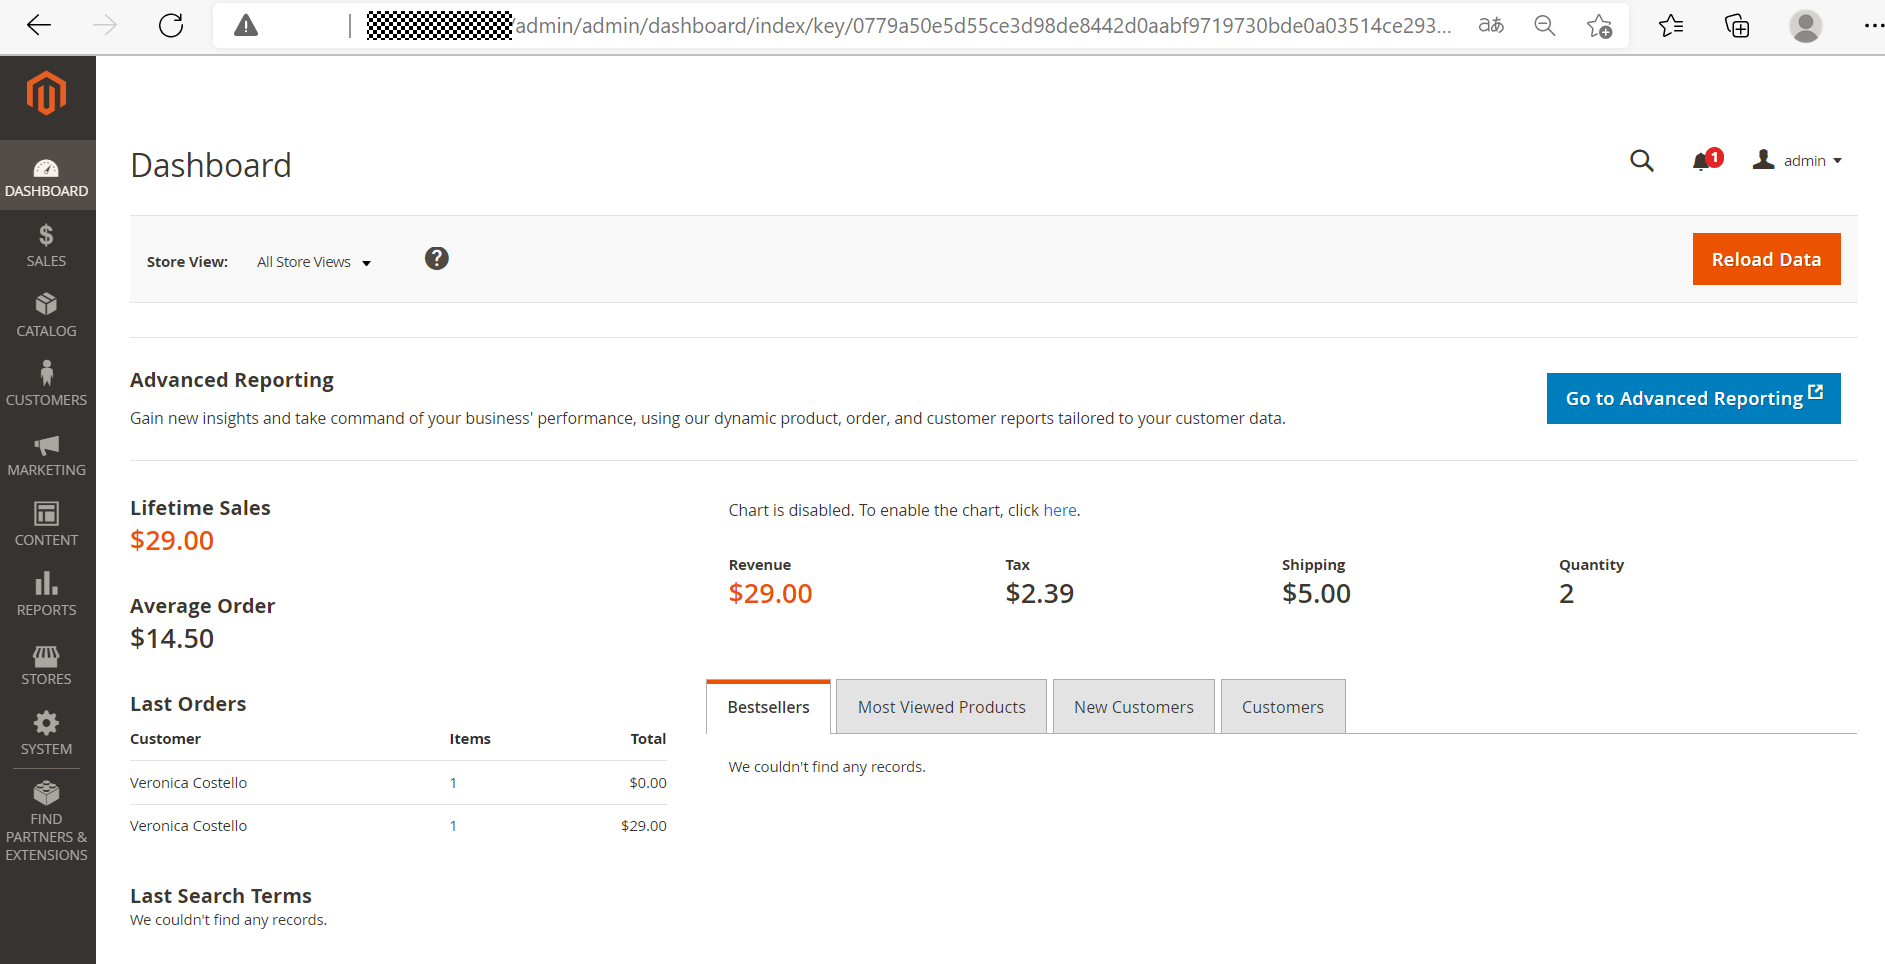 /admin/admin/dashboard/index/key/0779a50e5d55ce3d98de8442d0aabf9719730bde0a03514ce293...
aあ
DASHBOARD
SALES
CATALOG
CUSTOMERS
MARKETING
CONTENT
REPORTS
STORES
SYSTEM
FIND
PARTNERS &
EXTENSIONS
Dashboard
1
admin
Store View: All Store Views ?
Reload Data
Advanced Reporting
Gain new insights and take command of your business' performance, using our dynamic product, order, and customer reports tailored to your customer data.
Go to Advanced Reporting
Lifetime Sales
$29.00
Average Order
$14.50
Last Orders
Customer Items Total
Veronica Costello 1 $0.00
Veronica Costello 1 $29.00
Last Search Terms
We couldn't find any records.
Chart is disabled. To enable the chart, click here.
Revenue Tax Shipping Quantity
$29.00 $2.39 $5.00 2
Bestsellers Most Viewed Products New Customers Customers
We couldn't find any records.